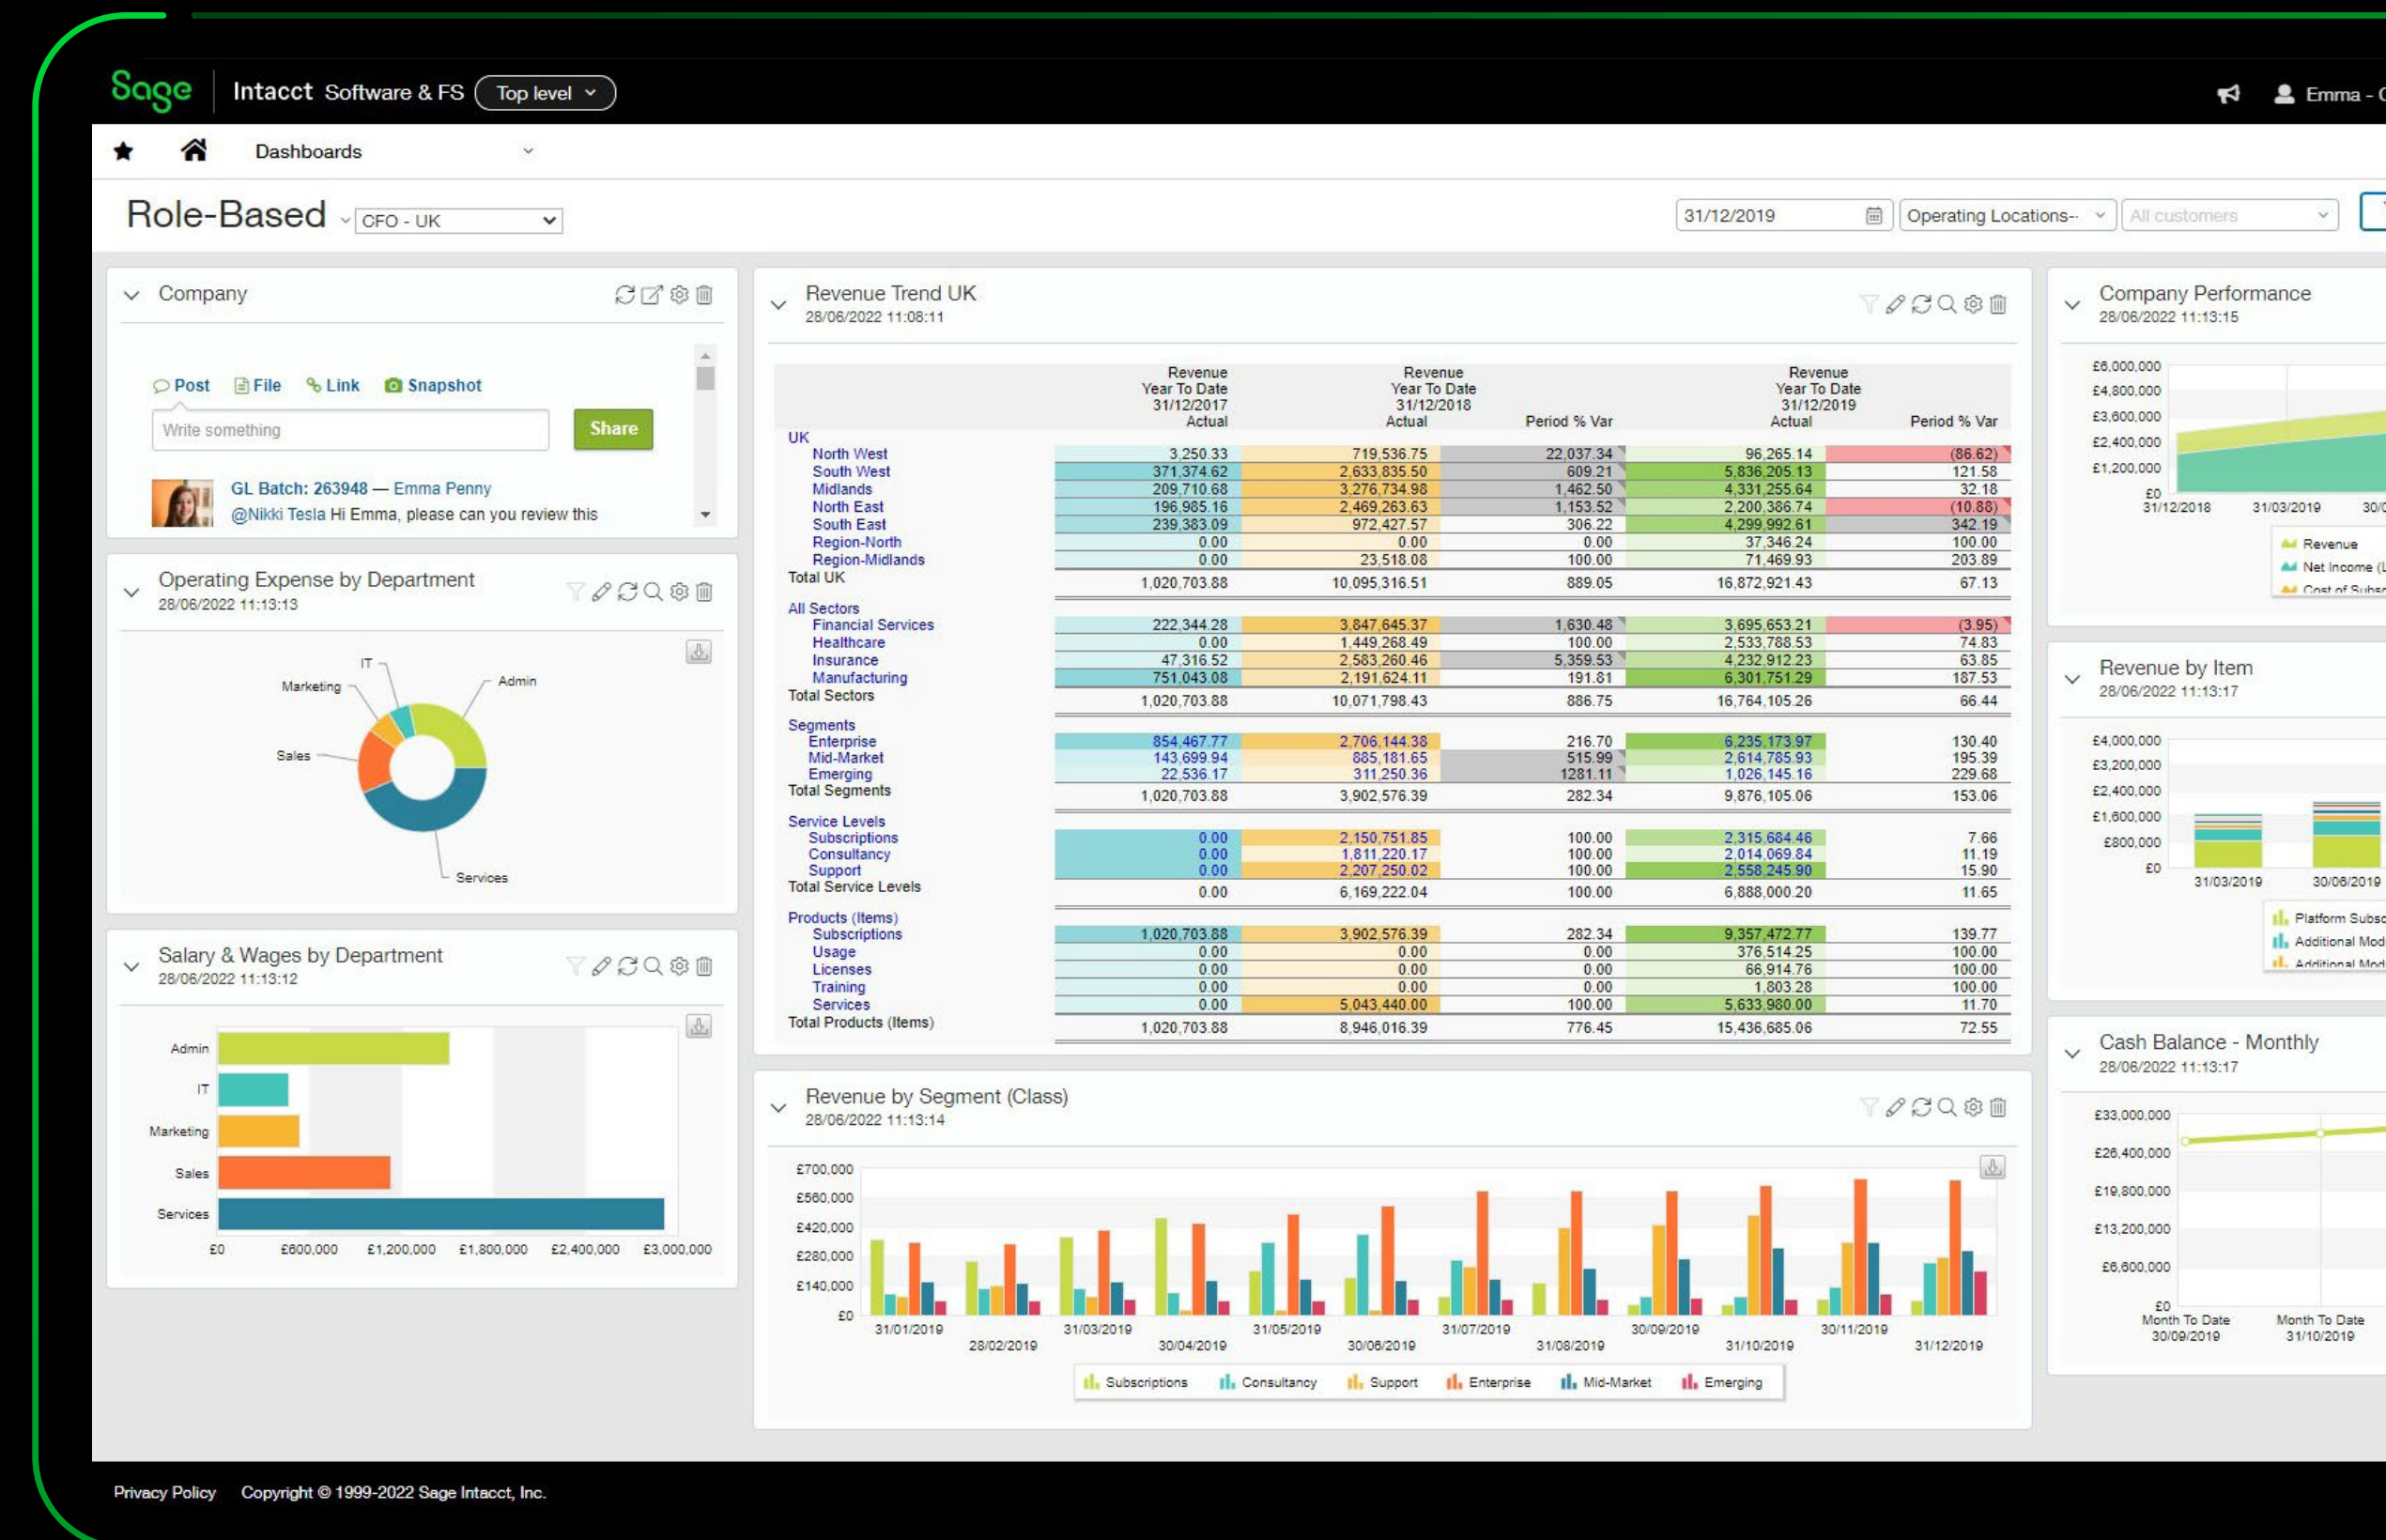 Sage Intacct Software & FS Top level Emma -
Dashboards
Role-Based CFO - UK 31/12/2019 Operating Locations-- All customers
Company
Post File Link Snapshot
Write something Share
GL Batch: 263948 — Emma Penny
@Nikki Tesla Hi Emma, please can you review this
Operating Expense by Department
28/06/2022 11:13:13
IT
Marketing
Admin
Sales
Services
Salary & Wages by Department
28/06/2022 11:13:12
Admin
IT
Marketing
Sales
Services
£0 £600,000 £1,200,000 £1,800,000 £2,400,000 £3,000,000
Revenue Trend UK
28/06/2022 11:08:11
Revenue Revenue Revenue
Year To Date Year To Date Year To Date
31/12/2017 31/12/2018 31/12/2019
Actual Actual Period % Var Actual Period % Var
UK
North West 3,250.33 719,536.75 22,037.34 96,265.14 (86.62)
South West 371,374.62 2,633,835.50 609.21 5,836,205.13 121.58
Midlands 209,710.68 3,276,734.98 1,462.50 4,331,255.64 32.18
North East 196,985.16 2,469,263.63 1,153.52 2,200,386.74 (10.88)
South East 239,383.09 972,427.57 306.22 4,299,992.61 342.19
Region-North 0.00 0.00 0.00 37,346.24 100.00
Region-Midlands 0.00 23,518.08 100.00 71,469.93 203.89
Total UK 1,020,703.88 10,095,316.51 889.05 16,872,921.43 67.13
All Sectors
Financial Services 222,344.28 3,847,645.37 1,630.48 3,695,653.21 (3.95)
Healthcare 0.00 1,449,268.49 100.00 2,533,788.53 74.83
Insurance 47,316.52 2,583,260.46 5,359.53 4,232,912.23 63.85
Manufacturing 751,043.08 2,191,624.11 191.81 6,301,751.29 187.53
Total Sectors 1,020,703.88 10,071,798.43 886.75 16,764,105.26 66.44
Segments
Enterprise 854,467.77 2,706,144.38 216.70 6,235,173.97 130.40
Mid-Market 143,699.94 885,181.65 515.99 2,614,785.93 195.39
Emerging 22,536.17 311,250.36 1281.11 1,026,145.16 229.68
Total Segments 1,020,703.88 3,902,576.39 282.34 9,876,105.06 153.06
Service Levels
Subscriptions 0.00 2,150,751.85 100.00 2,315,684.46 7.66
Consultancy 0.00 1,811,220.17 100.00 2,014,069.84 11.19
Support 0.00 2,207,250.02 100.00 2,558,245.90 15.90
Total Service Levels 0.00 6,169,222.04 100.00 6,888,000.20 11.65
Products (Items)
Subscriptions 1,020,703.88 3,902,576.39 282.34 9,357,472.77 139.77
Usage 0.00 0.00 0.00 376,514.25 100.00
Licenses 0.00 0.00 0.00 66,914.76 100.00
Training 0.00 0.00 0.00 1,803.28 100.00
Services 0.00 5,043,440.00 100.00 5,633,980.00 11.70
Total Products (Items) 1,020,703.88 8,946,016.39 776.45 15,436,685.06 72.55
Revenue by Segment (Class)
28/06/2022 11:13:14
£700,000
£560,000
£420,000
£280,000
£140,000
£0
31/01/2019 28/02/2019 31/03/2019 30/04/2019 31/05/2019 30/06/2019 31/07/2019 31/08/2019 30/09/2019 31/10/2019 30/11/2019 31/12/2019
Subscriptions Consultancy Support Enterprise Mid-Market Emerging
Company Performance
28/06/2022 11:13:15
£6,000,000
£4,800,000
£3,600,000
£2,400,000
£1,200,000
£0
31/12/2018 31/03/2019
Revenue
Net Income
Cost of
Revenue by Item
28/06/2022 11:13:17
£4,000,000
£3,200,000
£2,400,000
£1,600,000
£800,000
£0
31/03/2019 30/06/2019
Platform
Additional
Additional
Cash Balance - Monthly
28/06/2022 11:13:17
£33,000,000
£26,400,000
£19,800,000
£13,200,000
£6,600,000
£0
Month To Date Month To Date
30/09/2019 31/10/2019
Privacy Policy Copyright © 1999-2022 Sage Intacct, Inc.